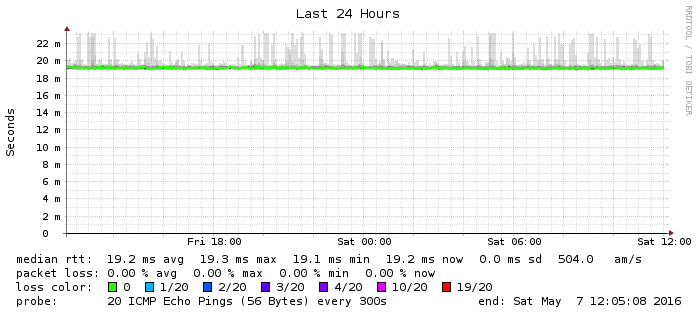 Last 24 Hours
RRDTOOL / TOBI OETIKER
Seconds
22 m
20 m
18 m
16 m
14 m
12 m
10 m
8 m
6 m
4 m
2 m
0
Fri 18:00 Sat 00:00 Sat 06:00 Sat 12:00
median rtt: 19.2 ms avg 19.3 ms max 19.1 ms min 19.2 ms now 0.0 ms sd 504.0 am/s
packet loss: 0.00 % avg 0.00 % max 0.00 % min 0.00 % now
loss color: 0 1/20 2/20 3/20 4/20 10/20 19/20
probe: 20 ICMP Echo Pings (56 Bytes) every 300s end: Sat May 7 12:05:08 2016